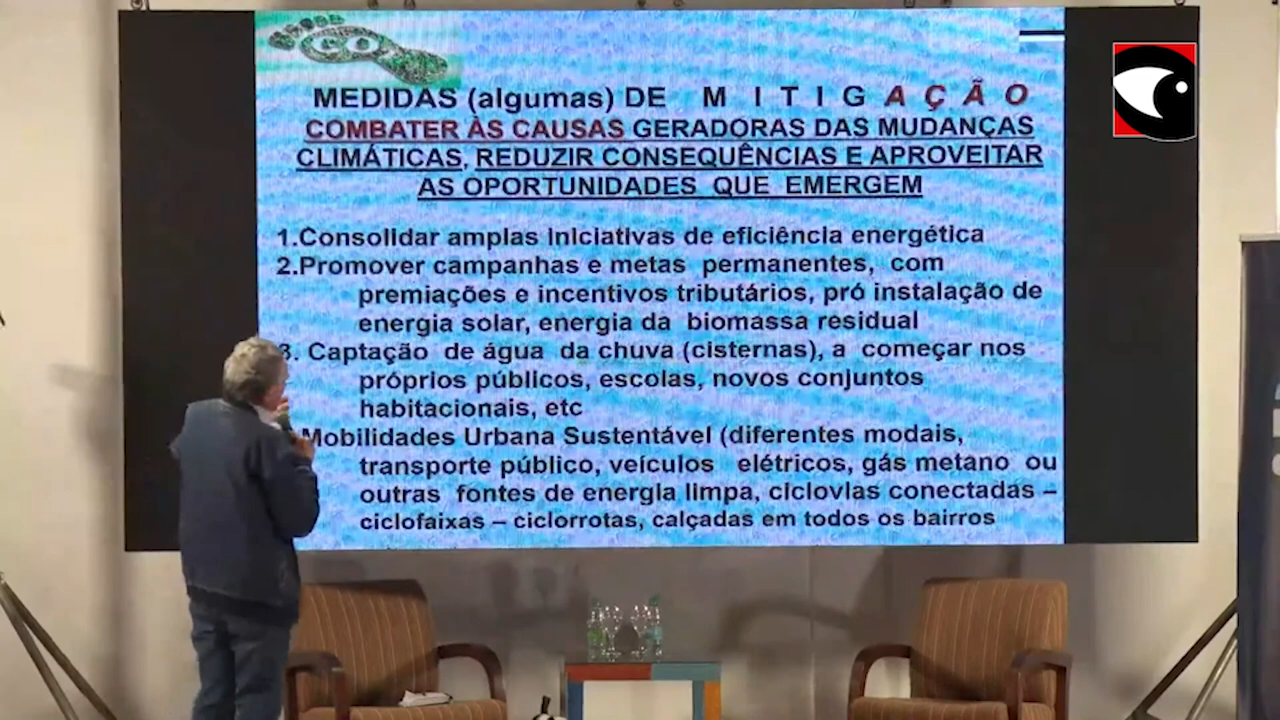 CO
MEDIDAS (algumas) DE M I T I G A Ç Ã O
COMBATER ÀS CAUSAS GERADORAS DAS MUDANÇAS
CLIMÁTICAS, REDUZIR CONSEQUÊNCIAS E APROVEITAR
AS OPORTUNIDADES QUE EMERGEM
1.Consolidar amplas iniciativas de eficiência energética
2.Promover campanhas e metas permanentes, com
premiações e incentivos tributários, pró instalação de
energia solar, energia da biomassa residual
3. Captação de água da chuva (cisternas), a começar nos
próprios públicos, escolas, novos conjuntos
habitacionais, etc
Mobilidades Urbana Sustentável (diferentes modais,
transporte público, veículos elétricos, gás metano ou
outras fontes de energia limpa, ciclovias conectadas –
ciclofaixas – ciclorrotas, calçadas em todos os bairros